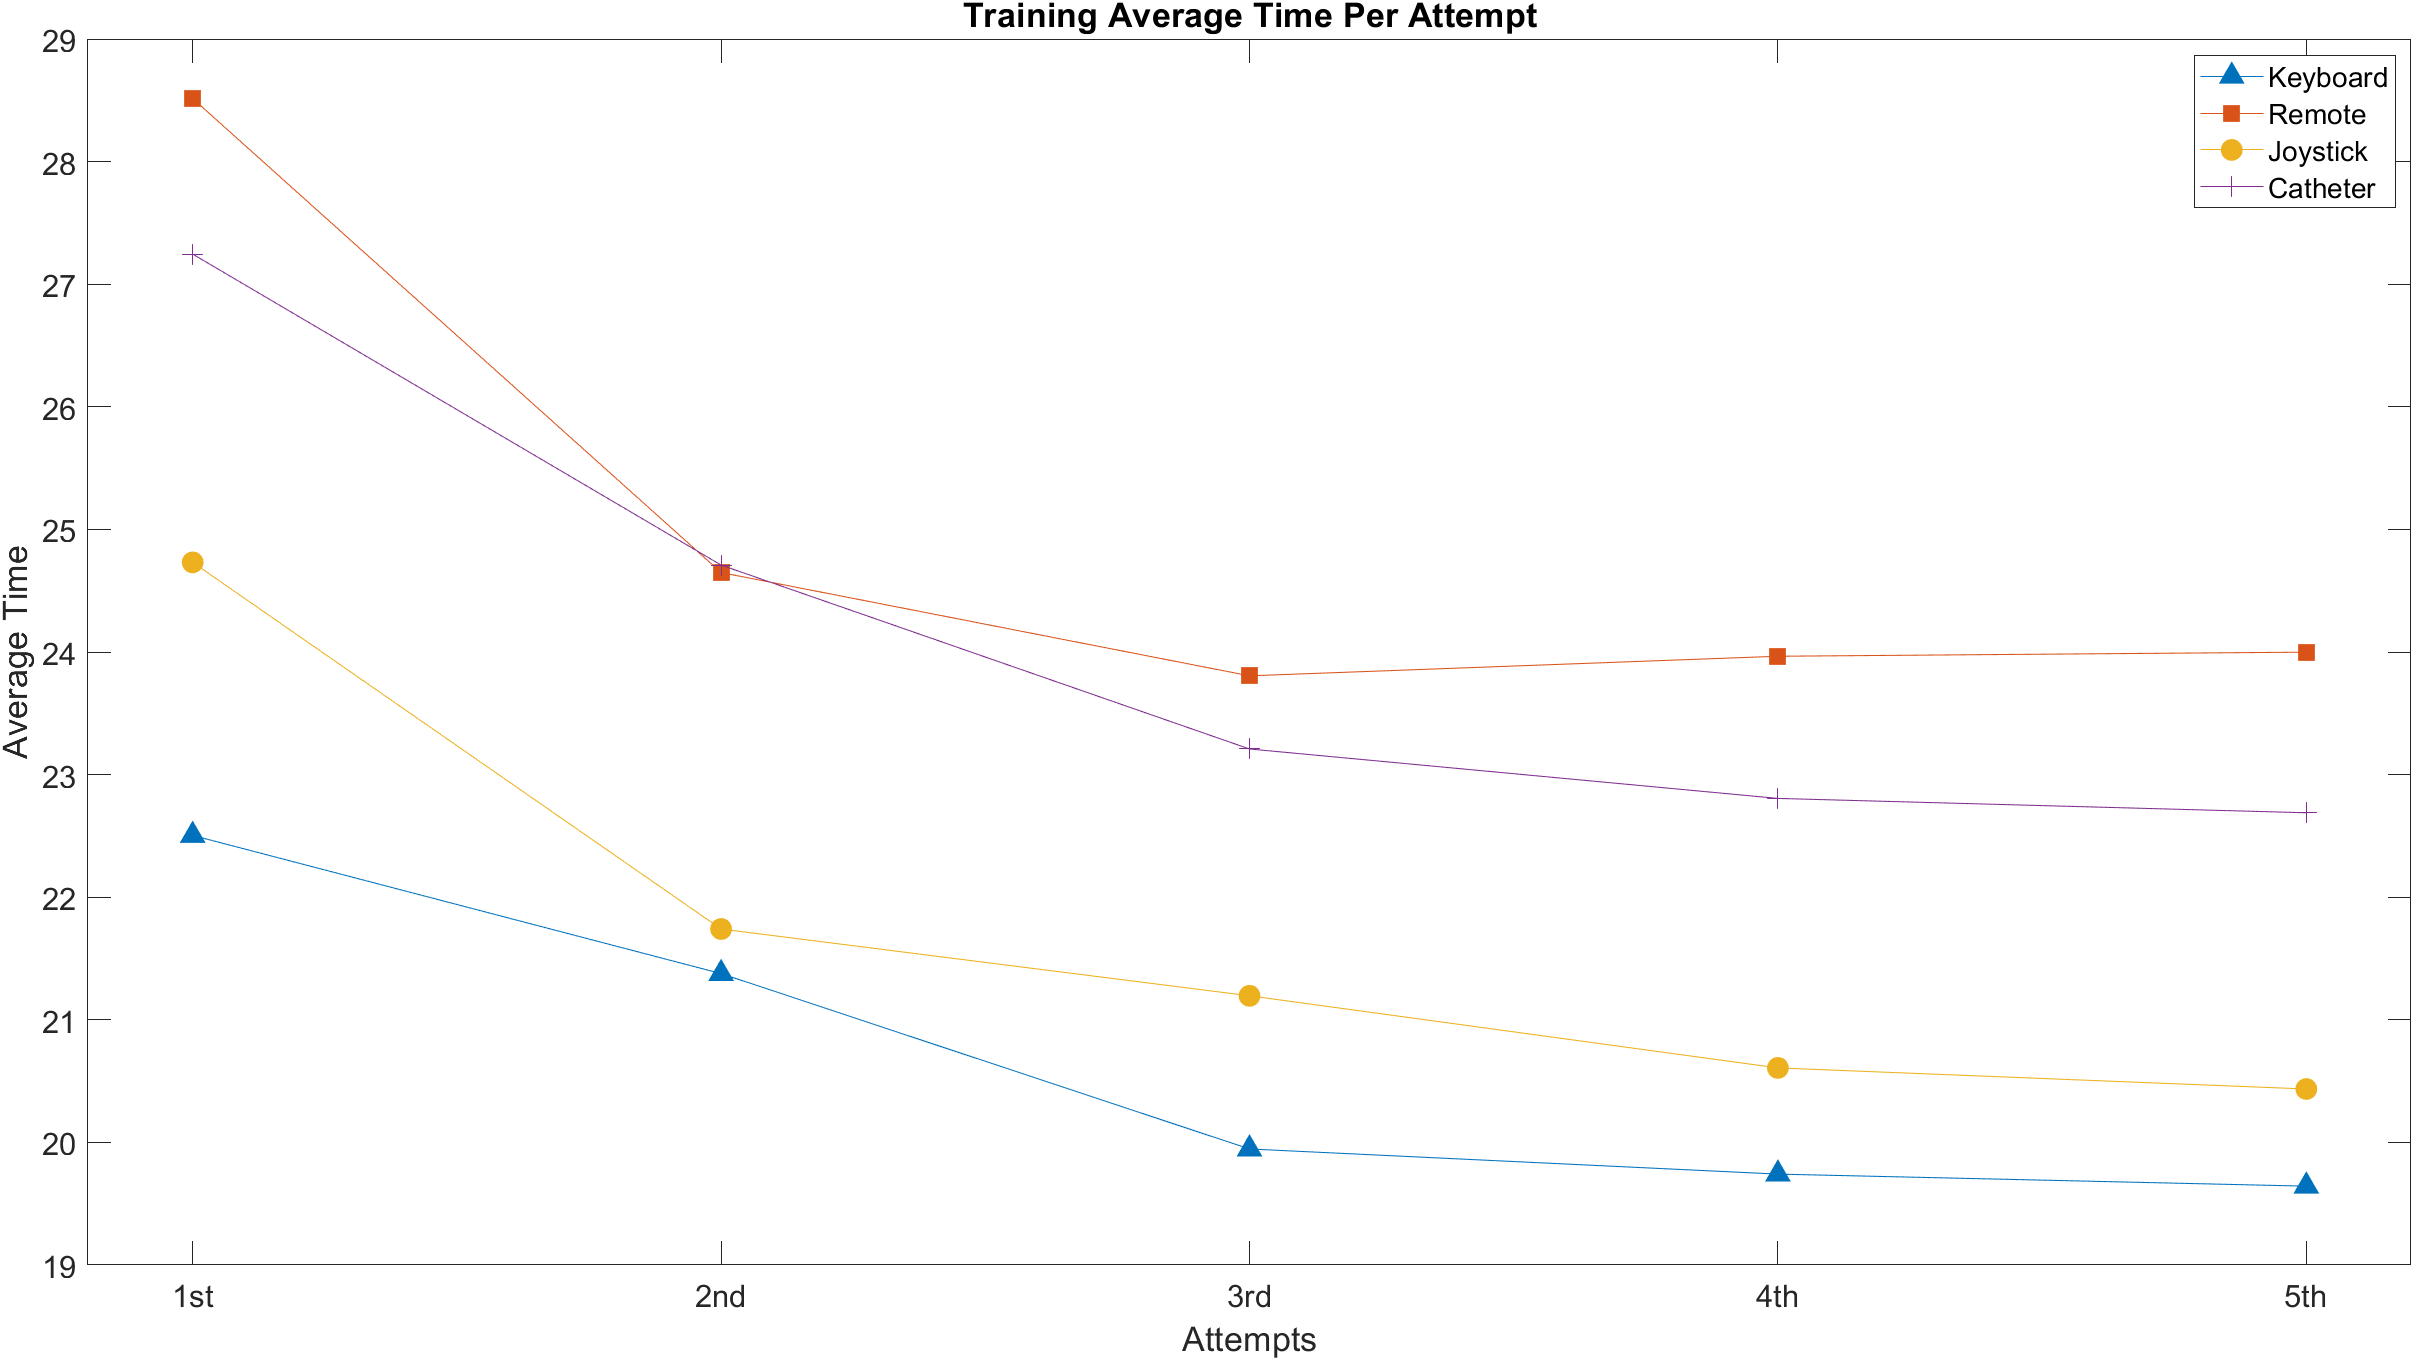 Training Average Time Per Attempt
29
28
27
26
25
24
23
22
21
20
19
Average Time
Keyboard
Remote
Joystick
Catheter
1st 2nd 3rd 4th 5th
Attempts